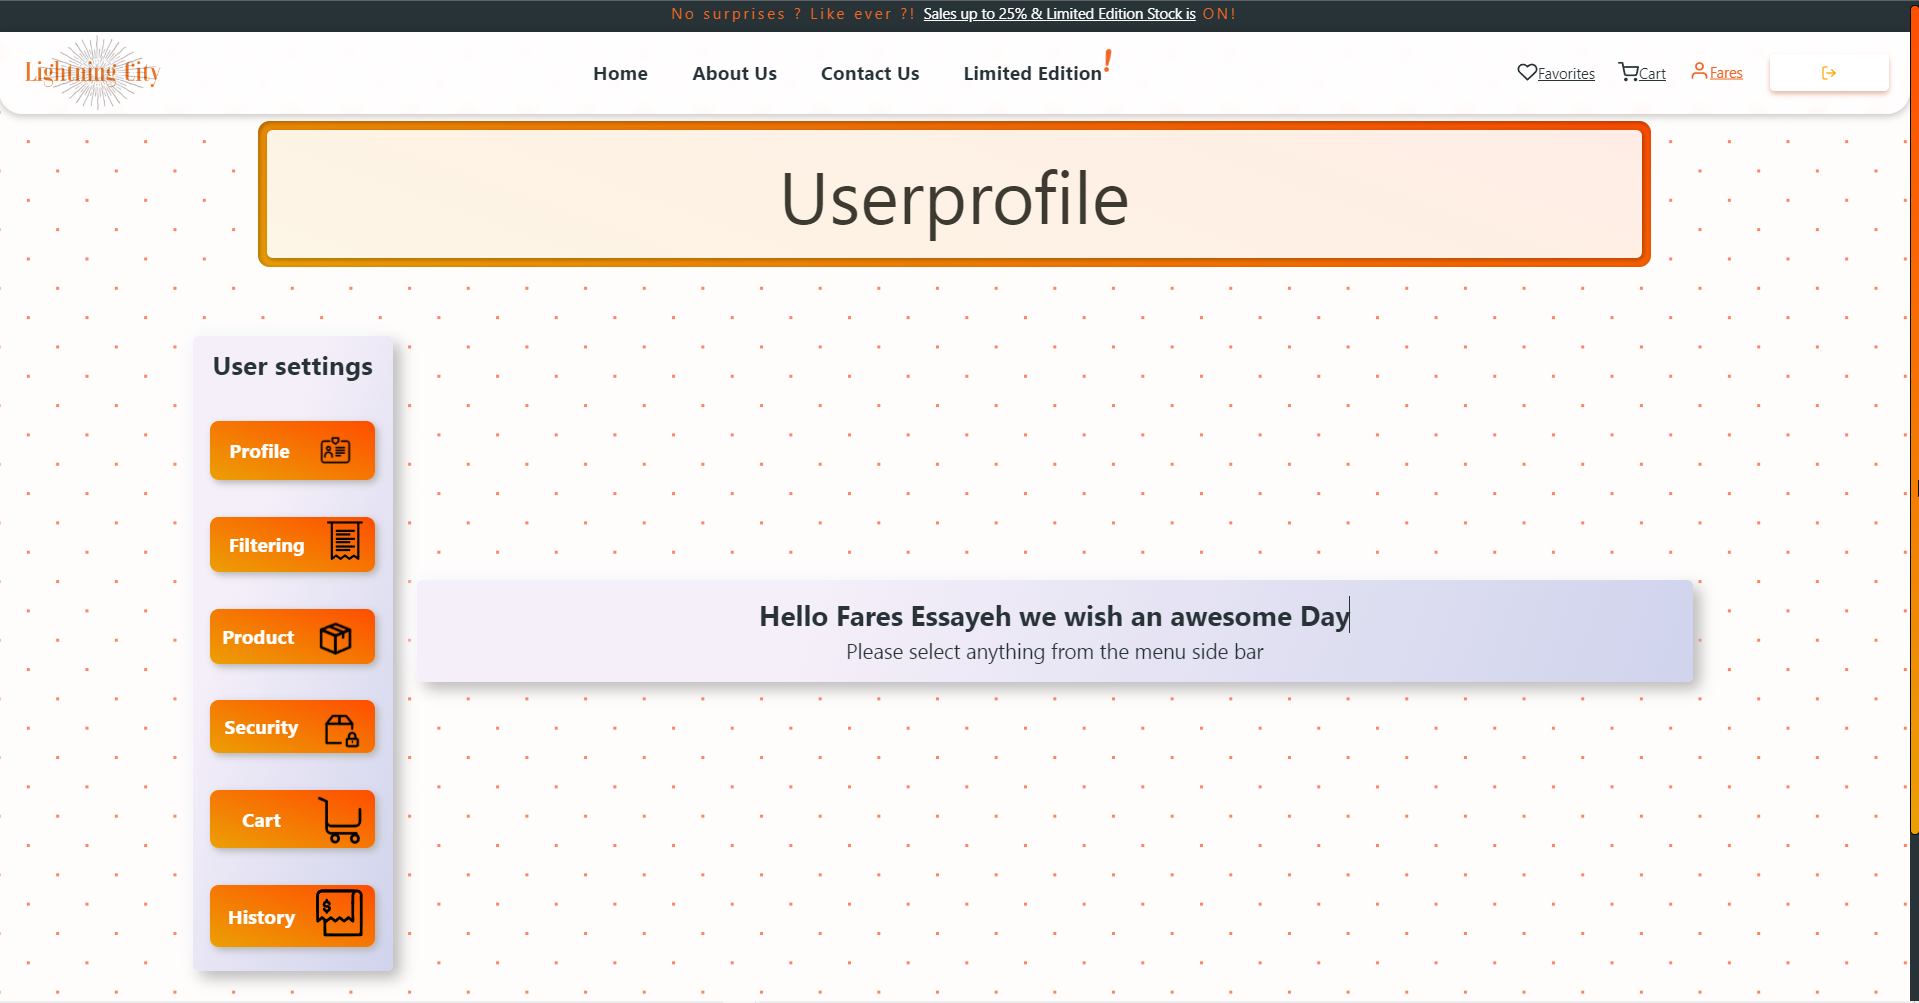 No surprises ? Like ever ?! Sales up to 25% & Limited Edition Stock is ON!
Lightning City
Home About Us Contact Us Limited Edition!
Favorites Cart Fares
Userprofile
User settings
Profile
Filtering
Product
Security
Cart
History
Hello Fares Essayeh we wish an awesome Day
Please select anything from the menu side bar